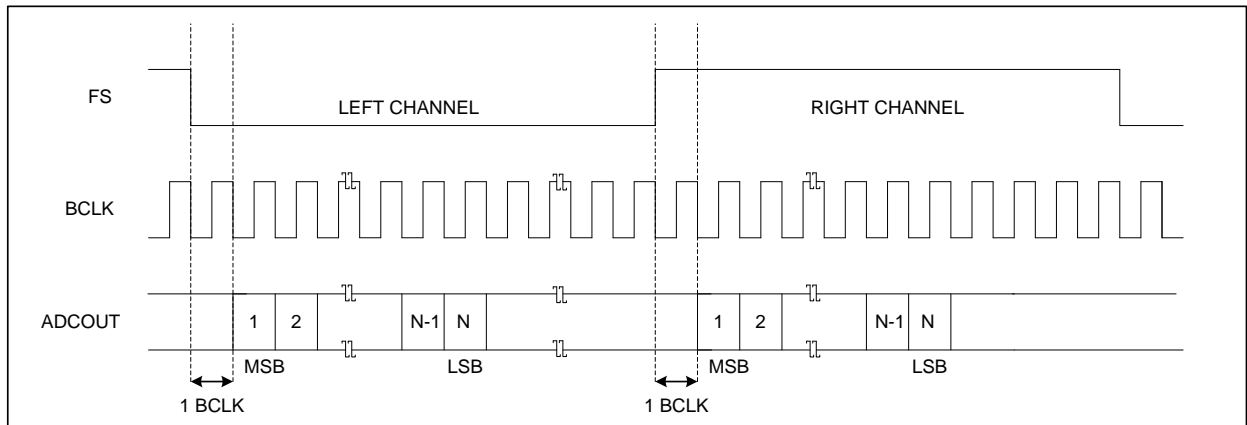 FS
LEFT CHANNEL
RIGHT CHANNEL
BCLK
ADCOUT
1 2 N-1 N 1 2 N-1 N
MSB LSB MSB LSB
1 BCLK 1 BCLK